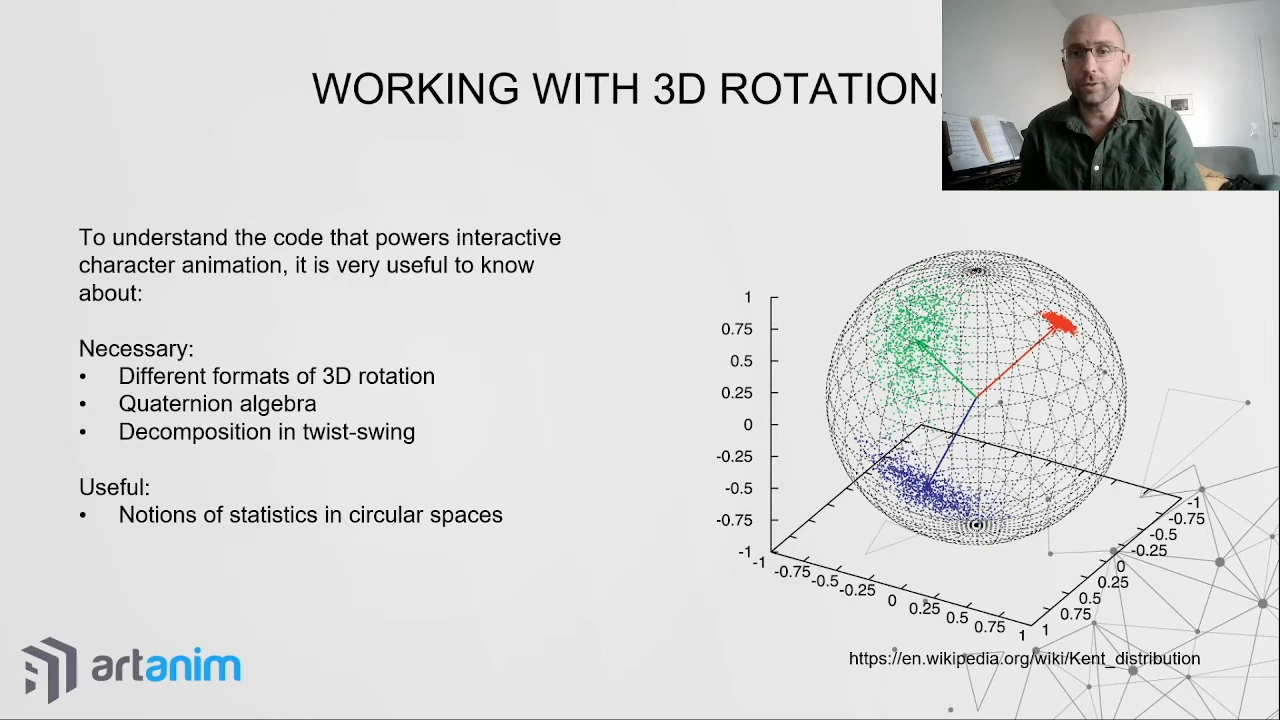 WORKING WITH 3D ROTATION
To understand the code that powers interactive
character animation, it is very useful to know
about:
Necessary:
• Different formats of 3D rotation
• Quaternion algebra
• Decomposition in twist-swing
Useful:
• Notions of statistics in circular spaces
1
0.75
0.5
0.25
0
-0.25
-0.5
-0.75
-1
-1
-0.75
-0.5
-0.25
0
0.25
0.5
0.75
1
-1
-0.75
-0.5
-0.25
0
0.25
0.5
0.75
1
https://en.wikipedia.org/wiki/Kent_distribution
artanim